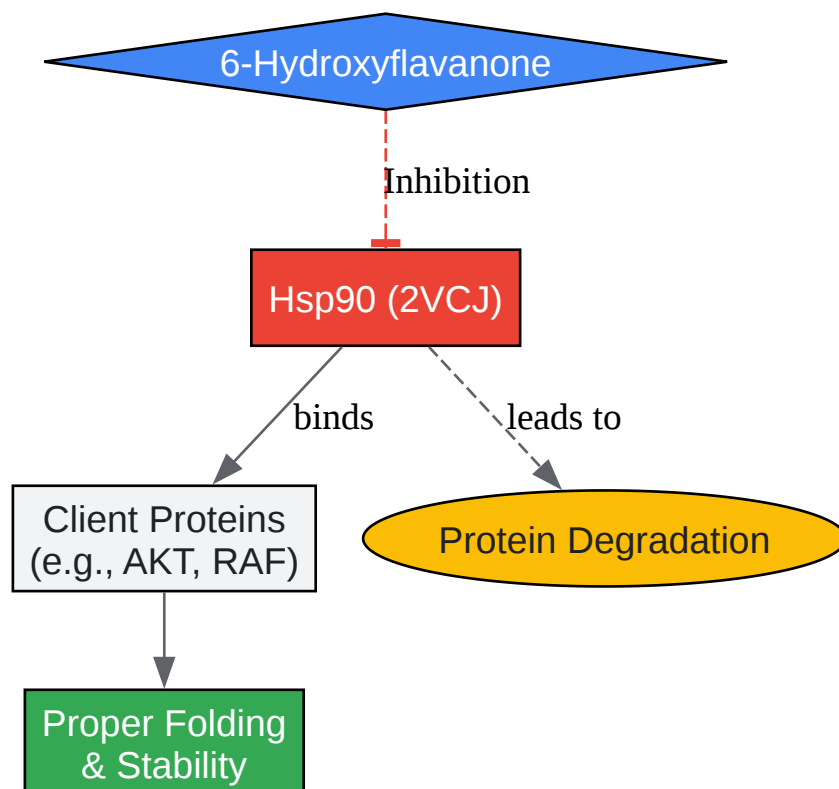 6-Hydroxyflavanone
Inhibition
Hsp90 (2VCJ)
binds
leads to
Client Proteins
(e.g., AKT, RAF)
Protein Degradation
Proper Folding
& Stability